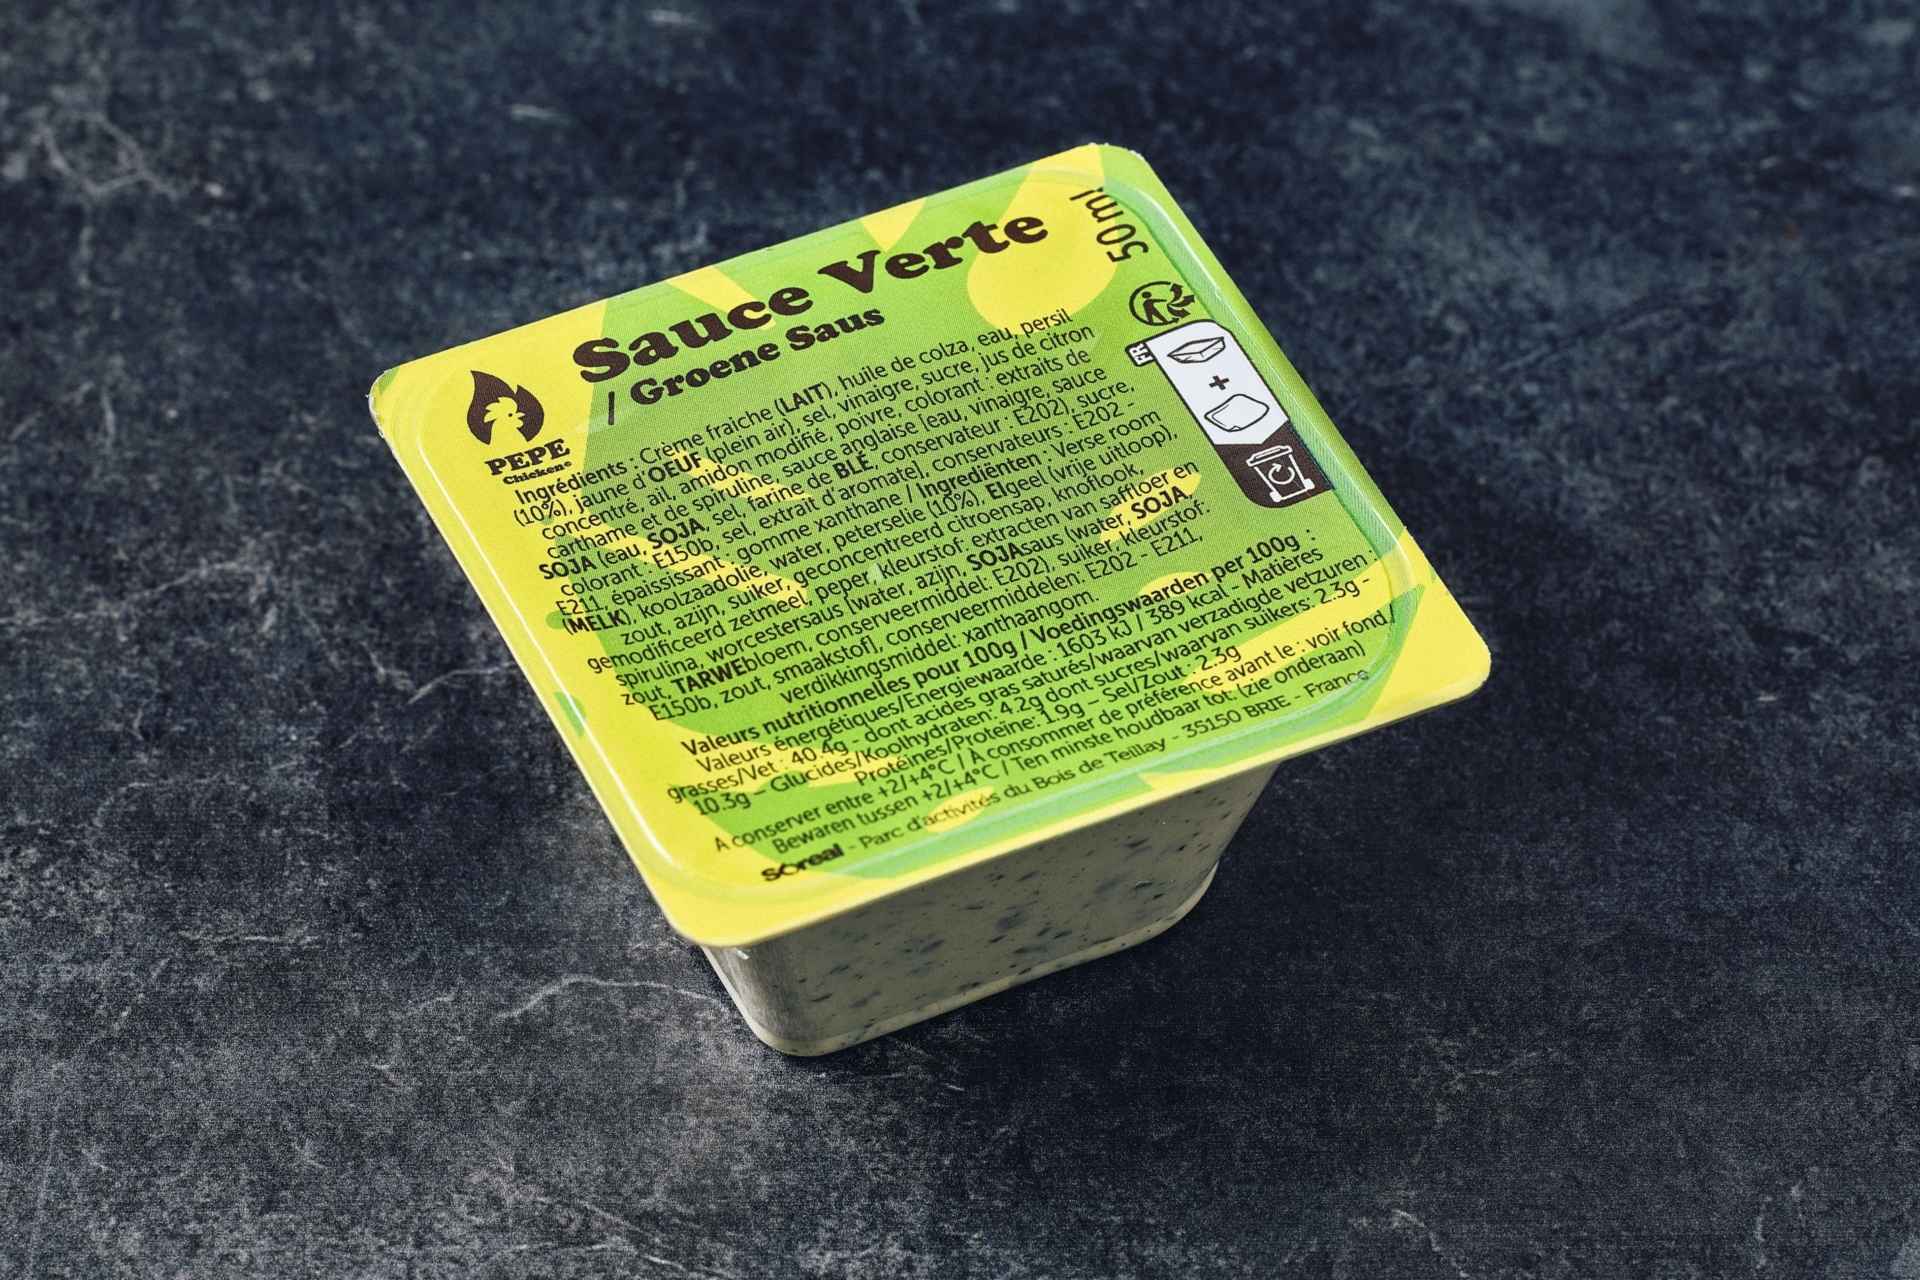 Sauce Verte
/ Groene Saus
50 ml
PEPE
Chicken®
FR
+
Ingrédients : Crème fraiche (LAIT), huile de colza, eau, persil
(10%), jaune d'OEUF (plein air), sel, vinaigre, sucre, jus de citron
concentré, ail, amidon modifié, poivre, colorant : extraits de
carthame et de spiruline, sauce anglaise [eau, vinaigre, sauce
SOJA (eau, SOJA, sel, farine de BLÉ, conservateur : E202), sucre,
colorant : E150b, sel, extrait d'aromate], conservateurs : E202 -
E211, épaississant : gomme xanthane / Ingrediënten : Verse room
(MELK), koolzaadolie, water, peterselie (10%), EIgeel (vrije uitloop),
zout, azijn, suiker, geconcentreerd citroensap, knoflook,
gemodificeerd zetmeel, peper, kleurstof: extracten van saffloer en
spirulina, worcestersaus [water, azijn, SOJAsaus (water, SOJA,
zout, TARWEbloem, conserveermiddel: E202), suiker, kleurstof:
E150b, zout, smaakstof], conserveermiddelen: E202 - E211,
verdikkingsmiddel: xanthaangom.
Valeurs nutritionnelles pour 100g / Voedingswaarden per 100g :
Valeurs énergétiques/Energiewaarde : 1603 kJ / 389 kcal - Matières
grasses/Vet : 40.4g - dont acides gras saturés/waarvan verzadigde vetzuren :
10.3g – Glucides/Koolhydraten: 4.2g dont sucres/waarvan suikers: 2.3g -
Protéines/Proteine: 1.9g – Sel/Zout : 2.3g
A conserver entre +2/+4°C / À consommer de préférence avant le : voir fond /
Bewaren tussen +2/+4°C / Ten minste houdbaar tot: (zie onderaan)
sóreal - Parc d'activités du Bois de Teillay - 35150 BRIE - France